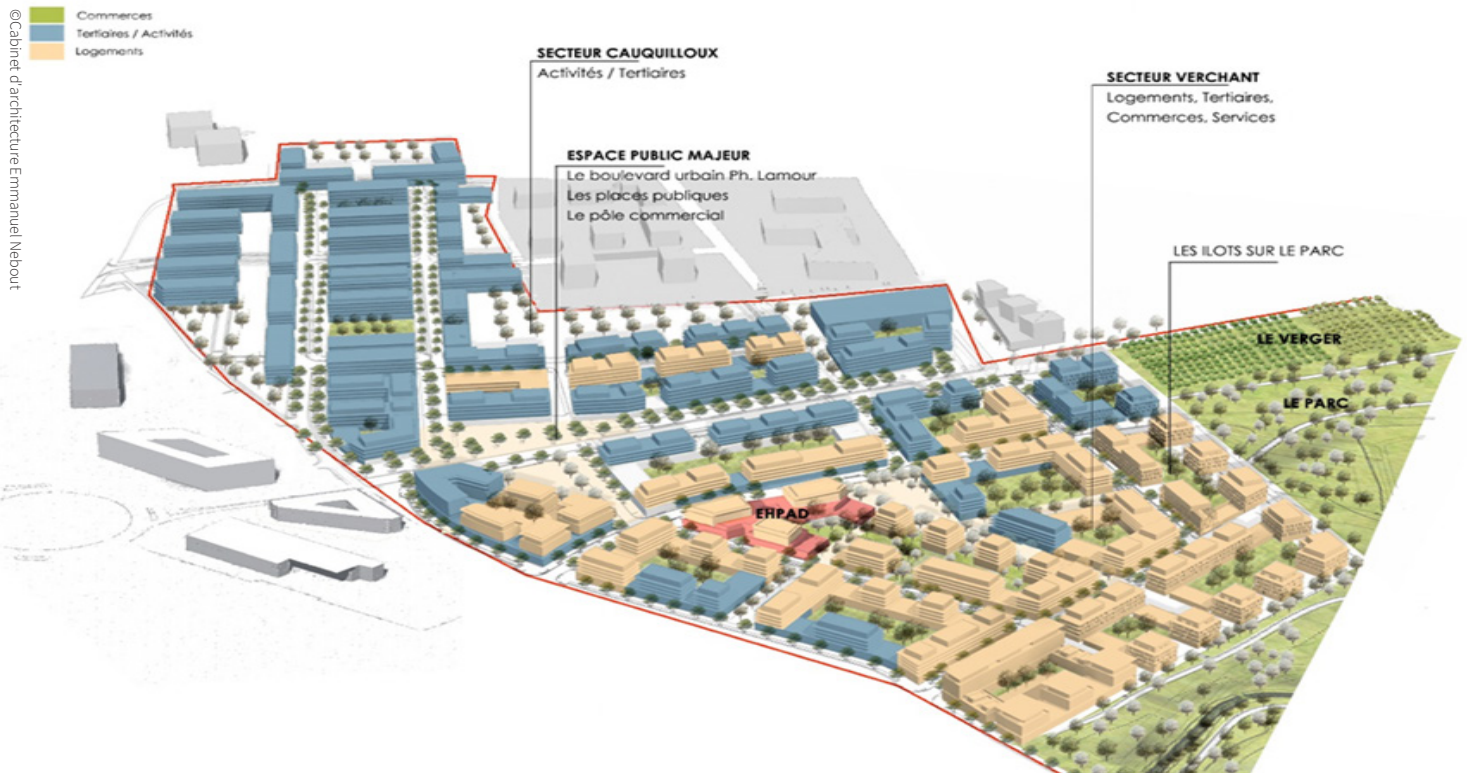 ©Cabinet d'architecture Emmanuel Nebout
Commerces
Tertiaires / Activités
Logements
SECTEUR CAUQUILLOUX
Activités / Tertiaires
SECTEUR VERCHANT
Logements, Tertiaires,
Commerces, Services
ESPACE PUBLIC MAJEUR
Le boulevard urbain Ph. Lamour
Les places publiques
Le pôle commercial
LES ILOTS SUR LE PARC
LE VERGER
LE PARC
EHPAD